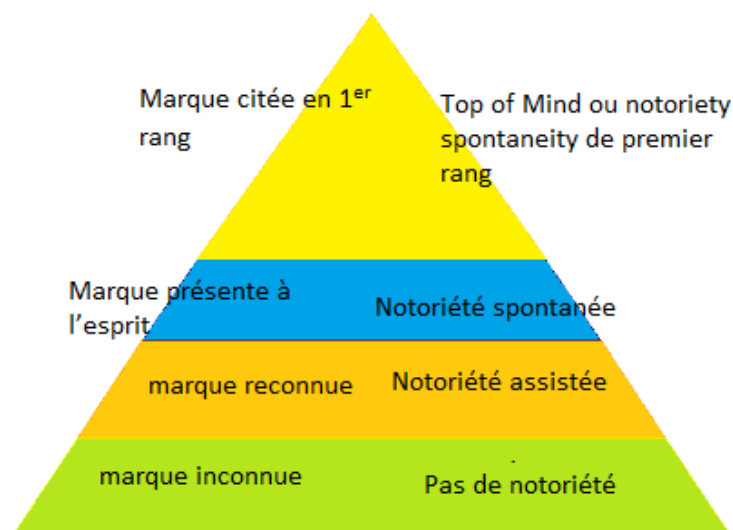 Marque citée en 1er
rang
Top of Mind ou notoriety
spontaneity de premier
rang
Marque présente à
l'esprit
Notoriété spontanée
marque reconnue
Notoriété assistée
marque inconnue
Pas de notoriété